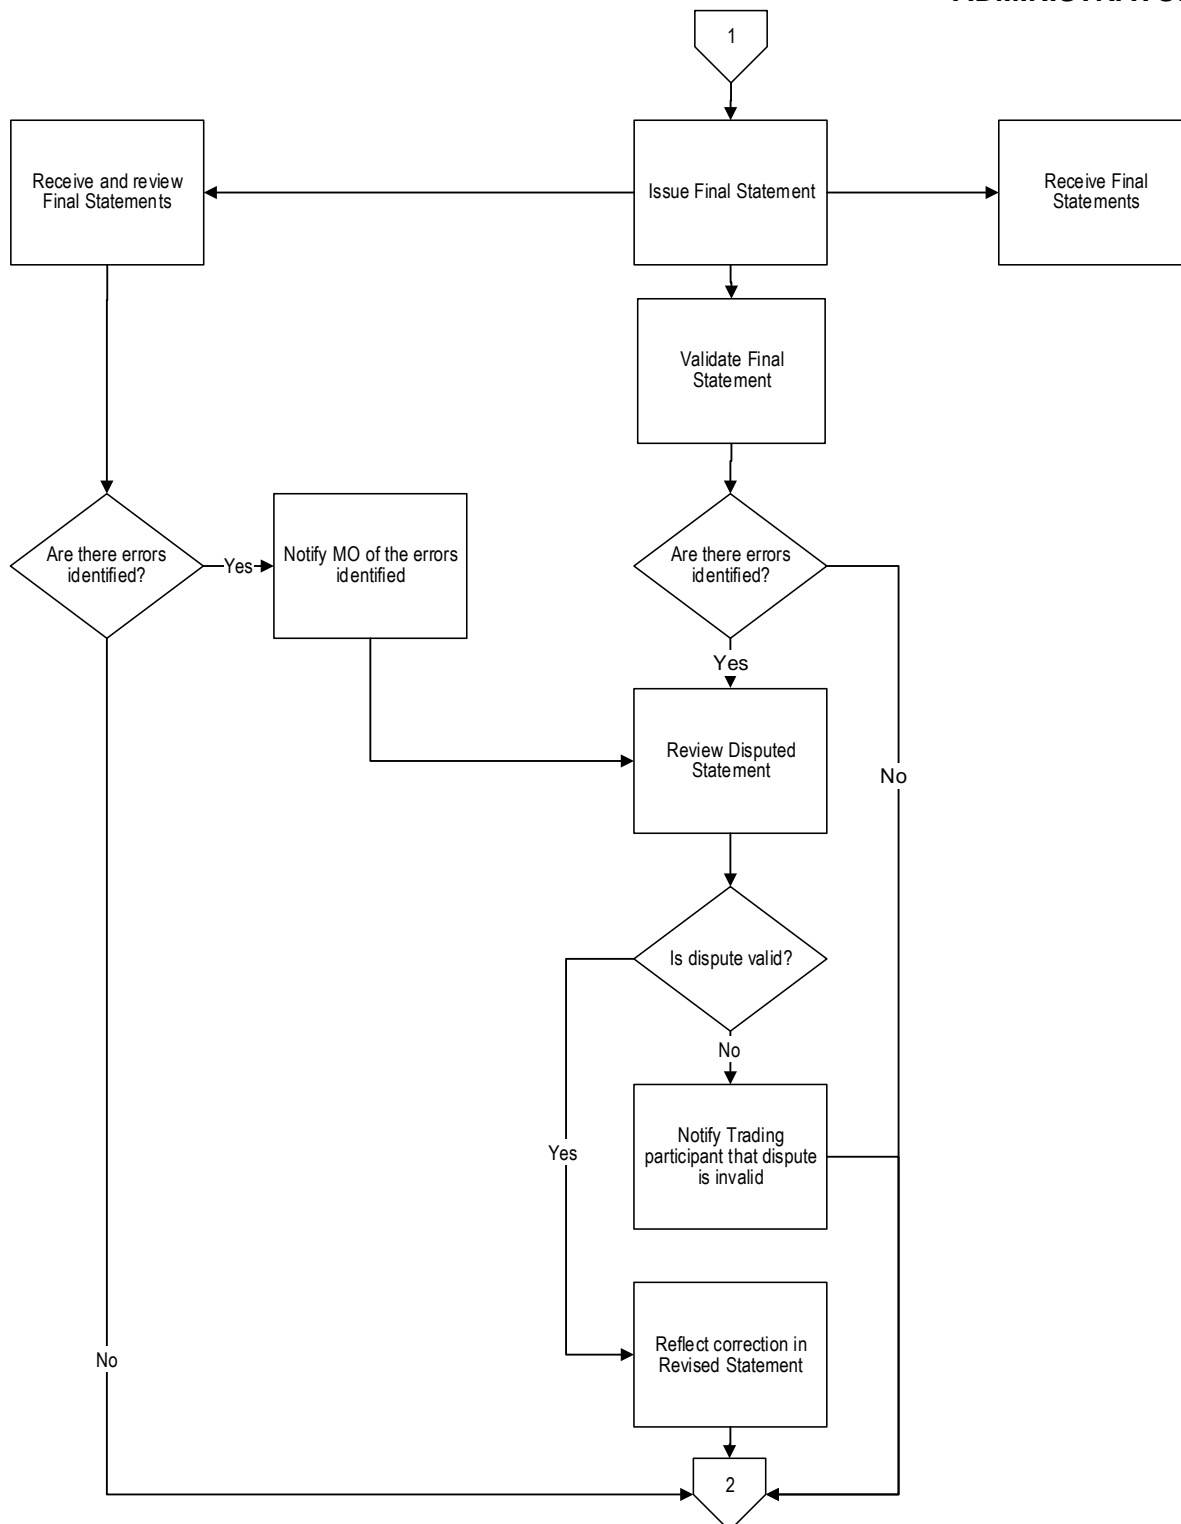 1
Receive and review
Final Statements
Issue Final Statement
Receive Final
Statements
Validate Final
Statement
Are there errors
identified?
Yes
Notify MO of the errors
identified
Are there errors
identified?
Yes
Review Disputed
Statement
No
Is dispute valid?
No
Notify Trading
participant that dispute
is invalid
Yes
Reflect correction in
Revised Statement
No
2